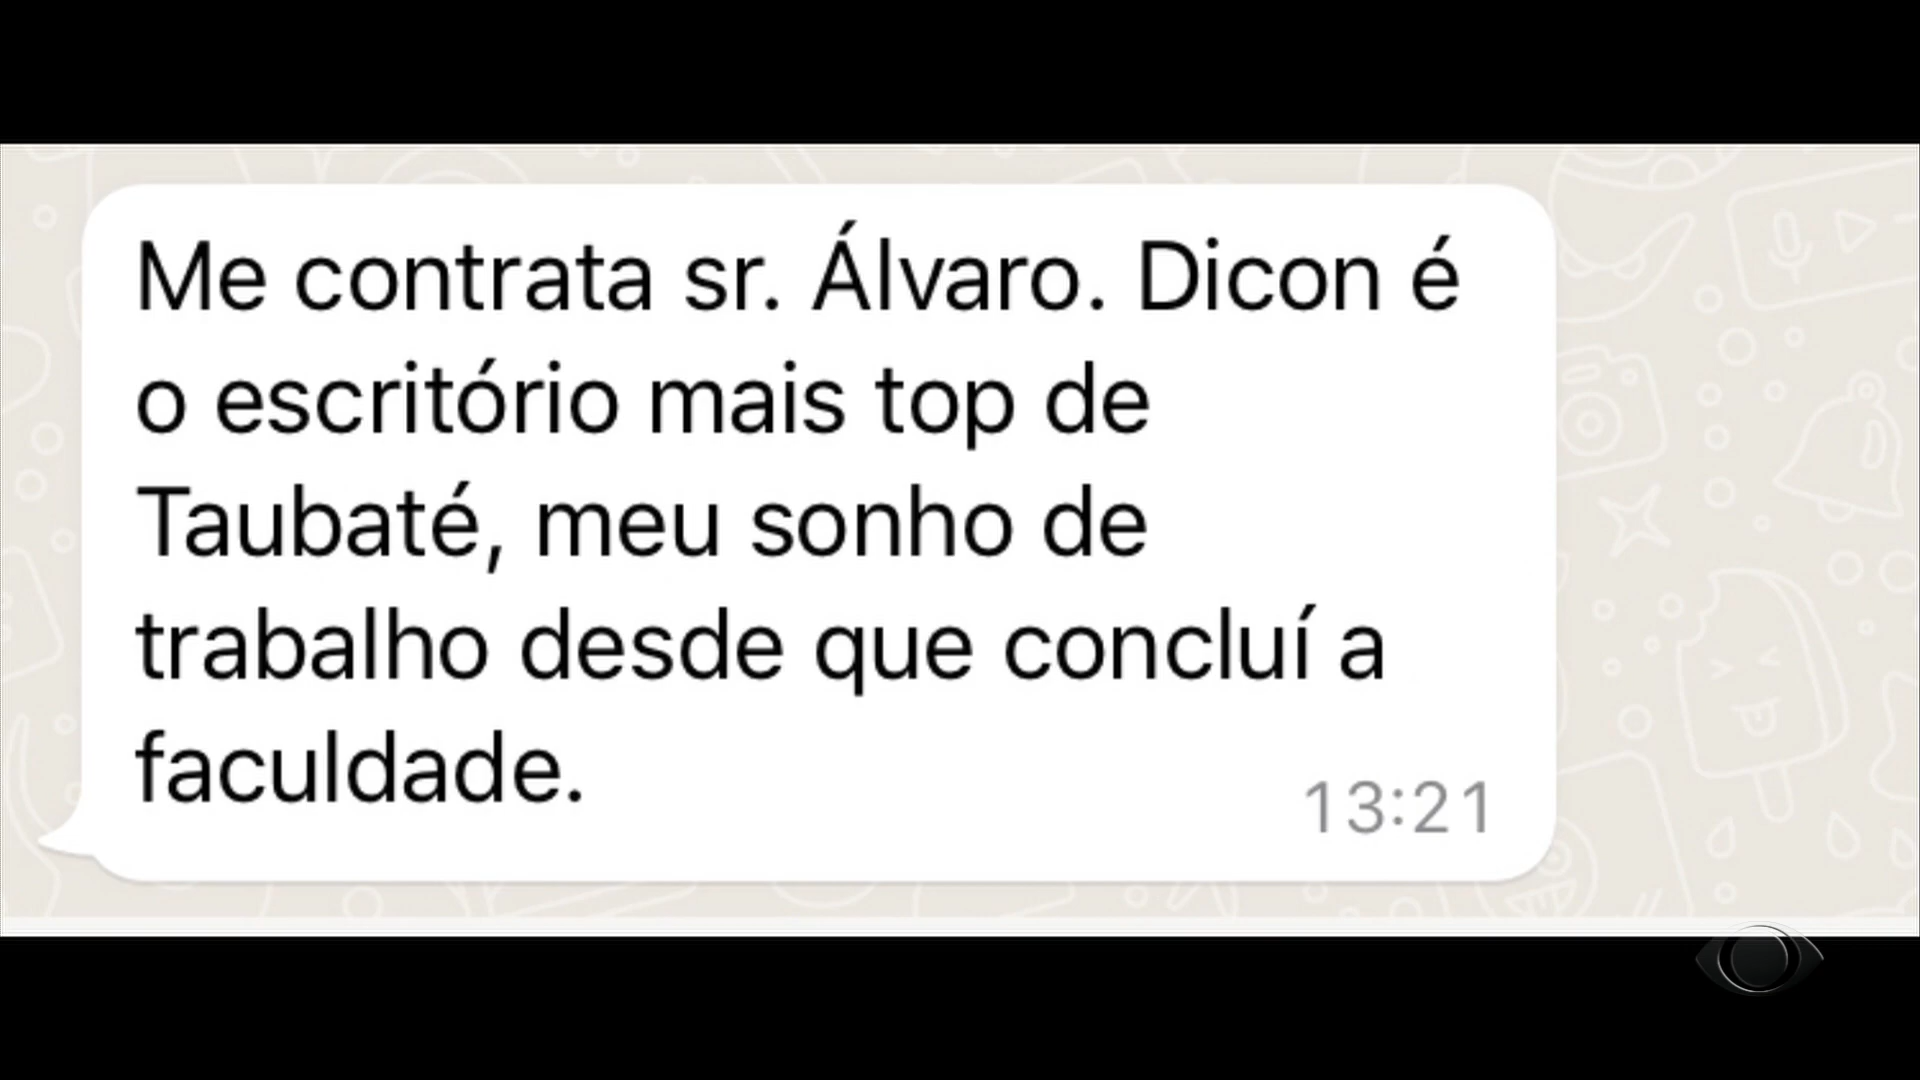 Me contrata sr. Álvaro. Dicon é
o escritório mais top de
Taubaté, meu sonho de
trabalho desde que concluí a
faculdade.
13:21